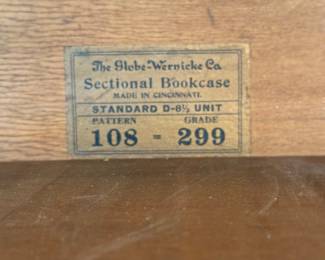 The Globe-Wernicke Co.
Sectional Bookcase
MADE IN CINCINNATI.
STANDARD D-8½ UNIT
PATTERN GRADE
108 = 299